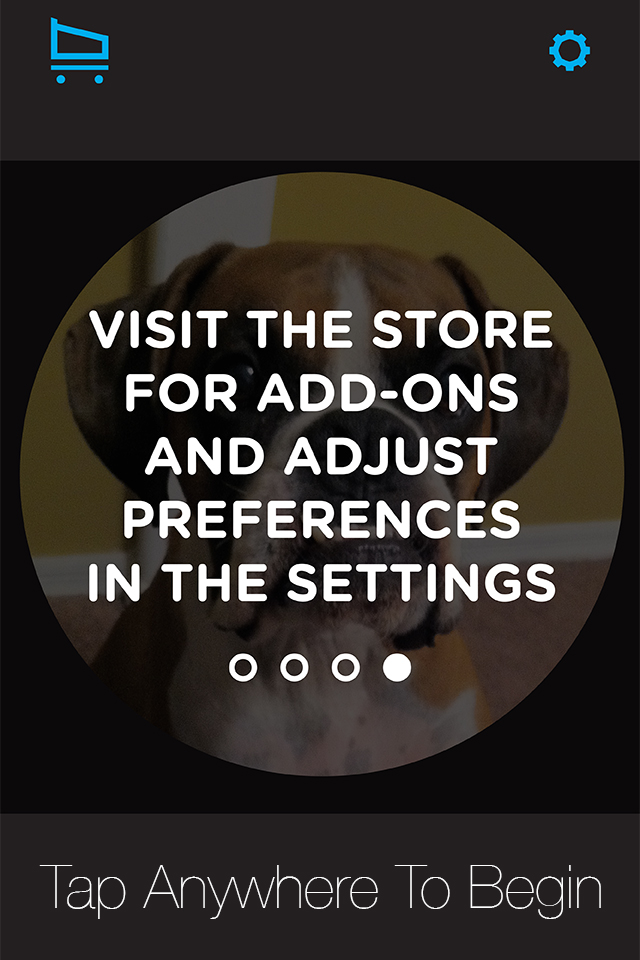 VISIT THE STORE
FOR ADD-ONS
AND ADJUST
PREFERENCES
IN THE SETTINGS
Tap Anywhere To Begin